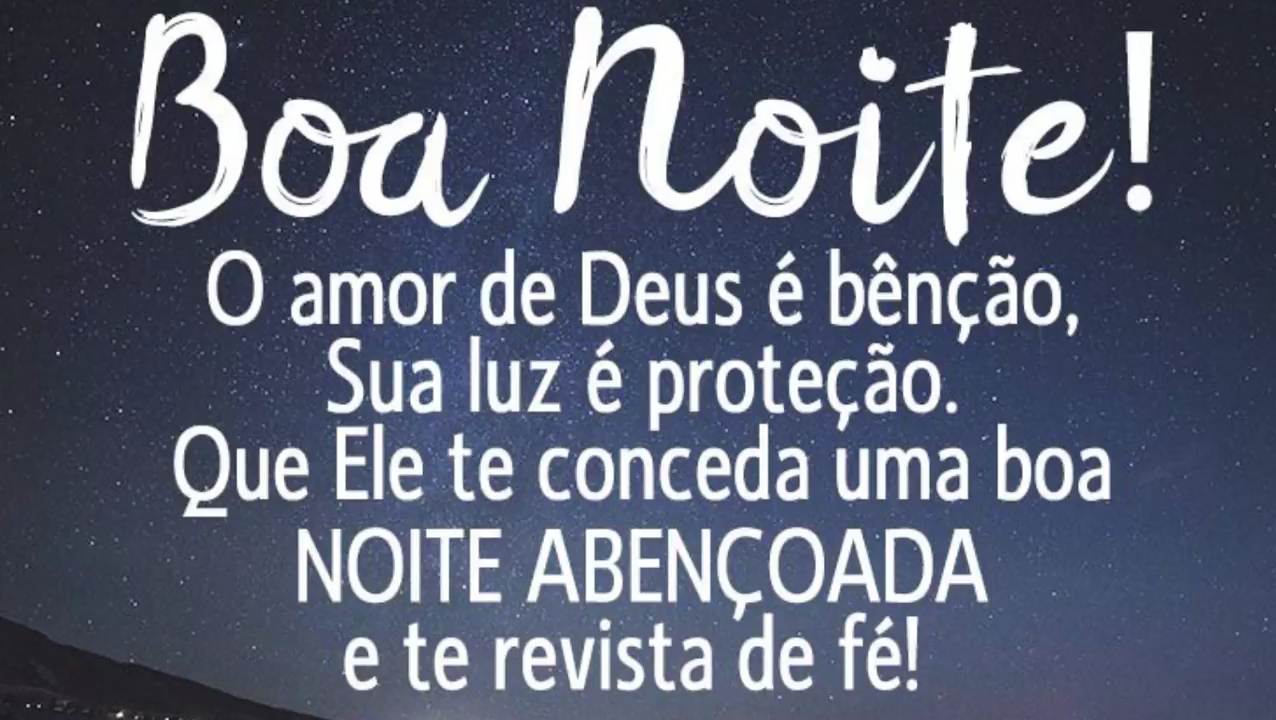 Boa Noite!
O amor de Deus é bênção,
Sua luz é proteção.
Que Ele te conceda uma boa
NOITE ABENÇOADA
e te revista de fé!